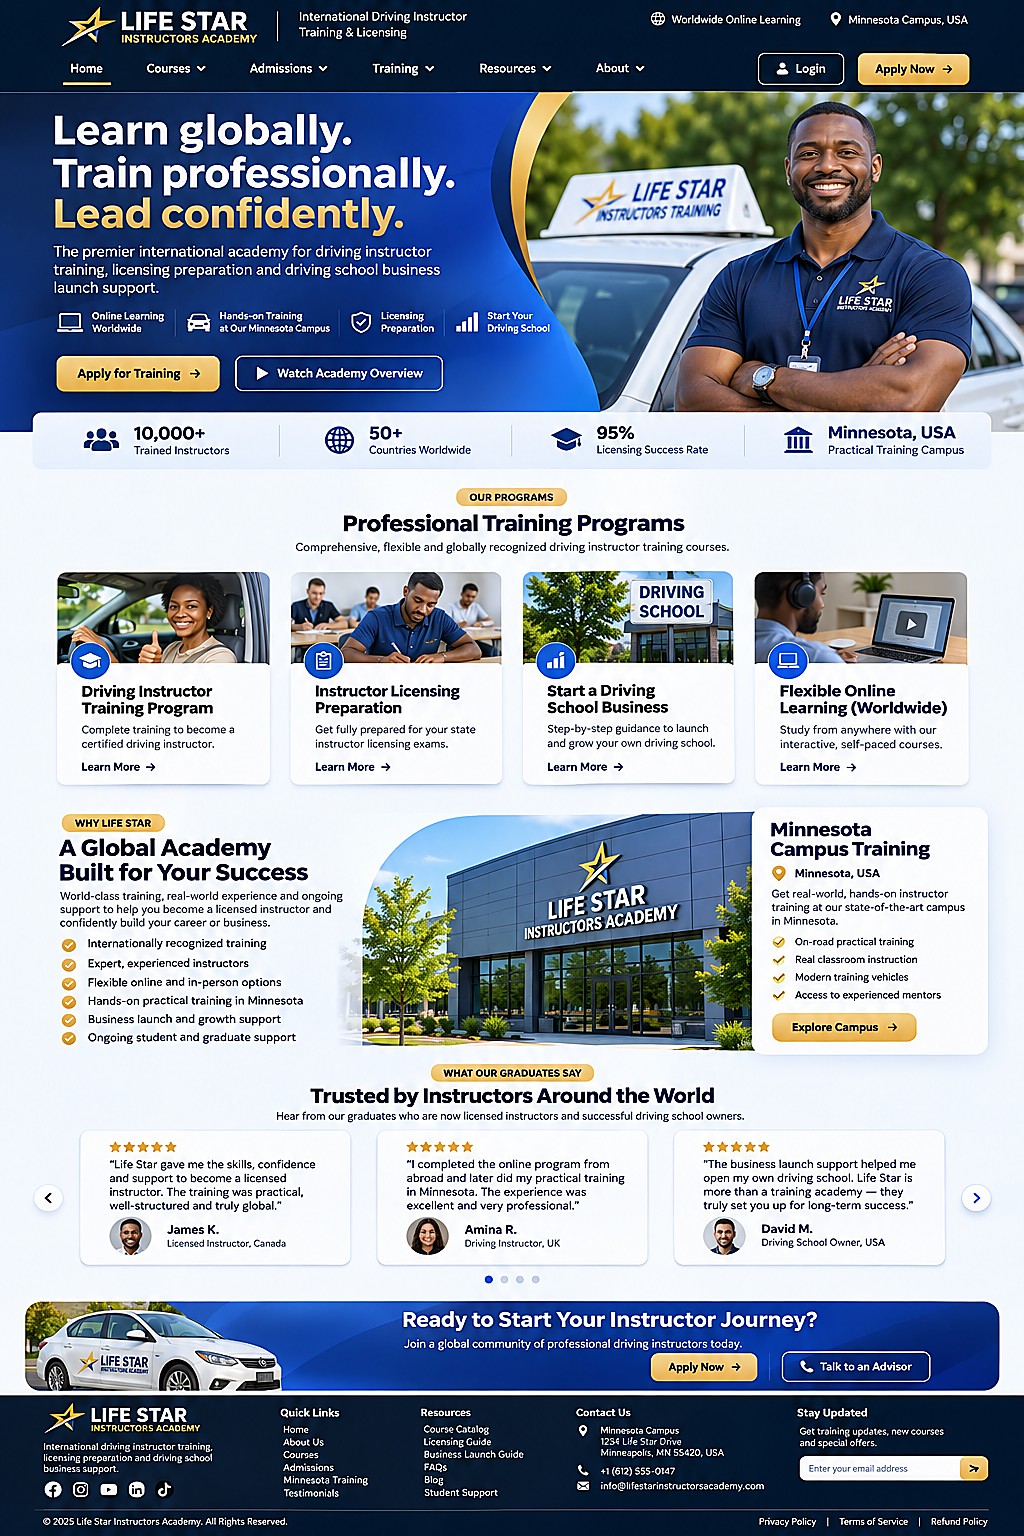 LIFE STAR
INSTRUCTORS ACADEMY
International Driving Instructor
Training & Licensing
Worldwide Online Learning
Minnesota Campus, USA
Home
Courses
Admissions
Training
Resources
About
Login
Apply Now
Learn globally.
Train professionally.
Lead confidently.
The premier international academy for driving instructor
training, licensing preparation and driving school business
launch support.
Online Learning
Worldwide
Hands-on Training
at Our Minnesota Campus
Licensing
Preparation
Start Your
Driving School
Apply for Training
Watch Academy Overview
LIFE STAR
INSTRUCTORS TRAINING
LIFE STAR
INSTRUCTORS ACADEMY
10,000+
Trained Instructors
50+
Countries Worldwide
95%
Licensing Success Rate
Minnesota, USA
Practical Training Campus
OUR PROGRAMS
Professional Training Programs
Comprehensive, flexible and globally recognized driving instructor training courses.
Driving Instructor
Training Program
Complete training to become a
certified driving instructor.
Learn More
Instructor Licensing
Preparation
Get fully prepared for your state
instructor licensing exams.
Learn More
DRIVING
SCHOOL
Start a Driving
School Business
Step-by-step guidance to launch
and grow your own driving school.
Learn More
Flexible Online
Learning (Worldwide)
Study from anywhere with our
interactive, self-paced courses.
Learn More
WHY LIFE STAR
A Global Academy
Built for Your Success
World-class training, real-world experience and ongoing
support to help you become a licensed instructor and
confidently build your career or business.
Internationally recognized training
Expert, experienced instructors
Flexible online and in-person options
Hands-on practical training in Minnesota
Business launch and growth support
Ongoing student and graduate support
LIFE STAR
INSTRUCTORS ACADEMY
Minnesota
Campus Training
Minnesota, USA
Get real-world, hands-on instructor
training at our state-of-the-art campus
in Minnesota.
On-road practical training
Real classroom instruction
Modern training vehicles
Access to experienced mentors
Explore Campus
WHAT OUR GRADUATES SAY
Trusted by Instructors Around the World
Hear from our graduates who are now licensed instructors and successful driving school owners.
"Life Star gave me the skills, confidence
and support to become a licensed
instructor. The training was practical,
well-structured and truly global."
James K.
Licensed Instructor, Canada
"I completed the online program from
abroad and later did my practical training
in Minnesota. The experience was
excellent and very professional."
Amina R.
Driving Instructor, UK
"The business launch support helped me
open my own driving school. Life Star is
more than a training academy — they
truly set you up for long-term success."
David M.
Driving School Owner, USA
LIFE STAR
Ready to Start Your Instructor Journey?
Join a global community of professional driving instructors today.
Apply Now
Talk to an Advisor
LIFE STAR
INSTRUCTORS ACADEMY
International driving instructor training,
licensing preparation and driving school
business support.
Quick Links
Home
About Us
Courses
Admissions
Minnesota Training
Testimonials
Resources
Course Catalog
Licensing Guide
Business Launch Guide
FAQs
Blog
Student Support
Contact Us
Minnesota Campus
1234 Life Star Drive
Minneapolis, MN 55420, USA
+1 (612) 555-0147
info@lifestarinstructorsacademy.com
Stay Updated
Get training updates, new courses
and special offers.
Enter your email address
© 2025 Life Star Instructors Academy. All Rights Reserved.
Privacy Policy | Terms of Service | Refund Policy